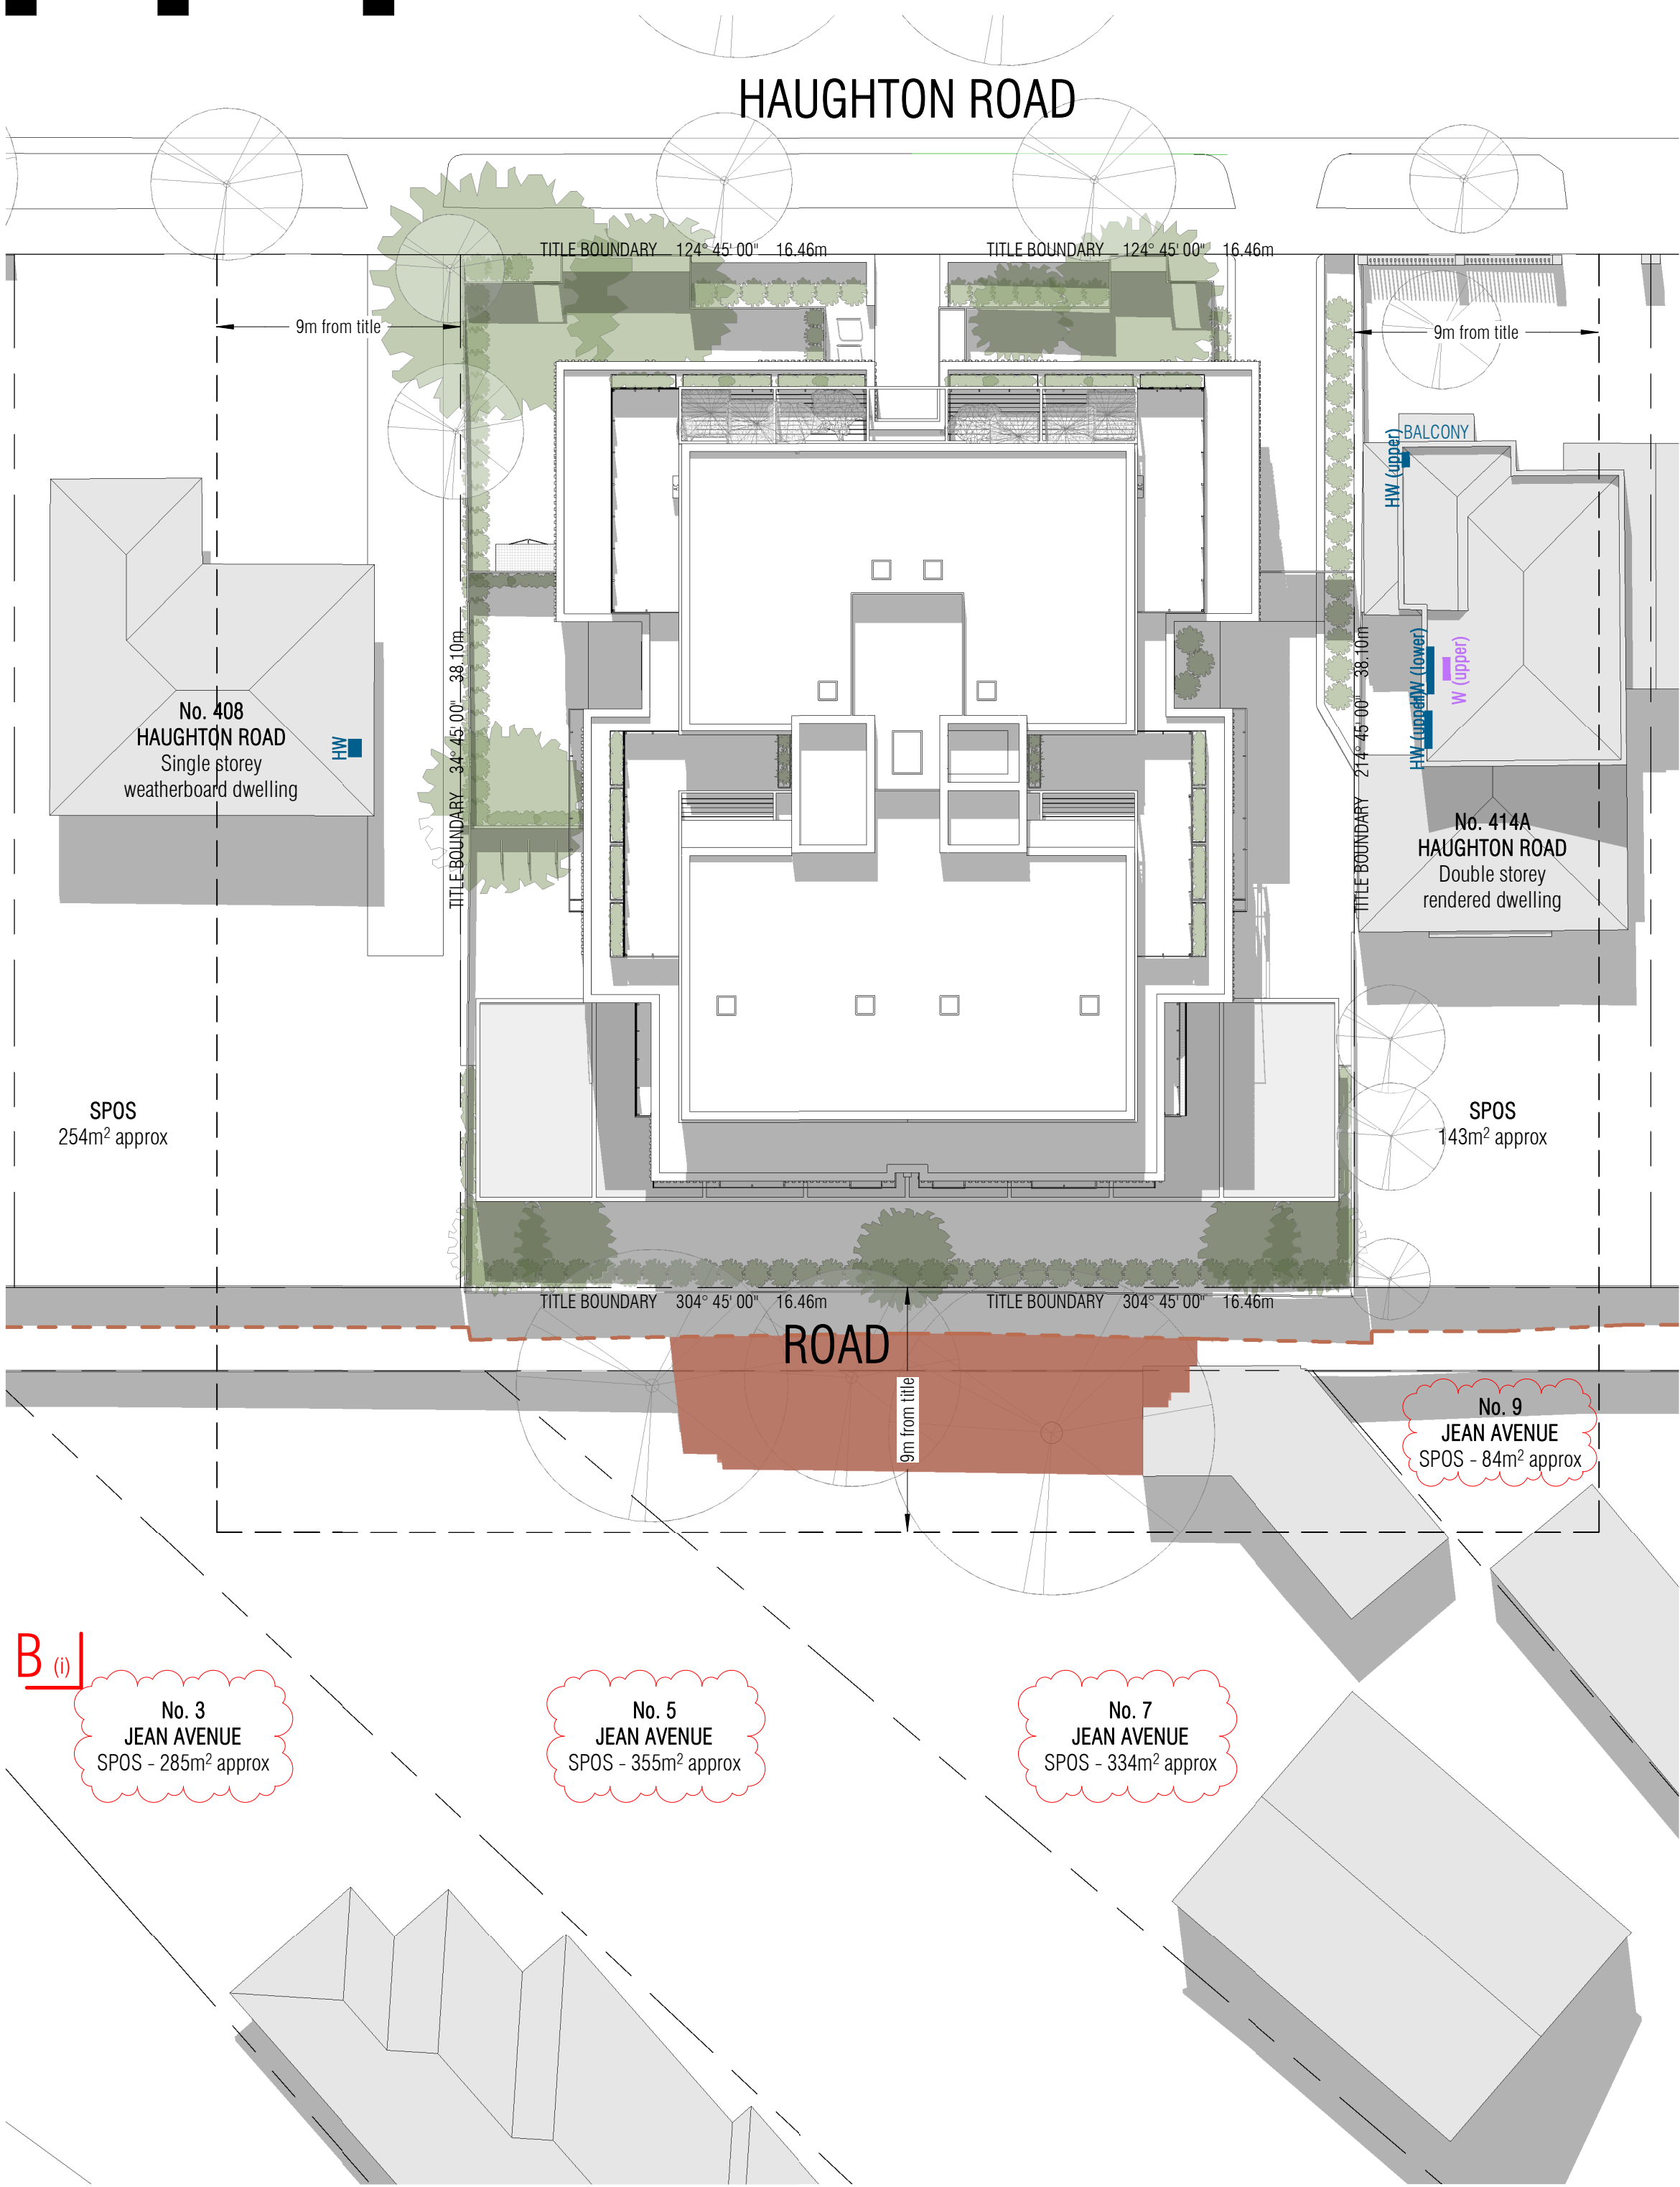 HAUGHTON ROAD
TITLE BOUNDARY 124° 45' 00" 16.46m
TITLE BOUNDARY 124° 45' 00" 16.46m
9m from title
9m from title
BALCONY
HW (upper)
HW (lower)
W (upper)
HW (upper)
TITLE BOUNDARY 34° 45' 00" 38.10m
TITLE BOUNDARY 214° 45' 00" 38.10m
No. 408
HAUGHTON ROAD
Single storey
weatherboard dwelling
HW
No. 414A
HAUGHTON ROAD
Double storey
rendered dwelling
SPOS
254m² approx
SPOS
143m² approx
TITLE BOUNDARY 304° 45' 00" 16.46m
TITLE BOUNDARY 304° 45' 00" 16.46m
ROAD
9m from title
No. 9
JEAN AVENUE
SPOS - 84m² approx
B (i)
No. 3
JEAN AVENUE
SPOS - 285m² approx
No. 5
JEAN AVENUE
SPOS - 355m² approx
No. 7
JEAN AVENUE
SPOS - 334m² approx